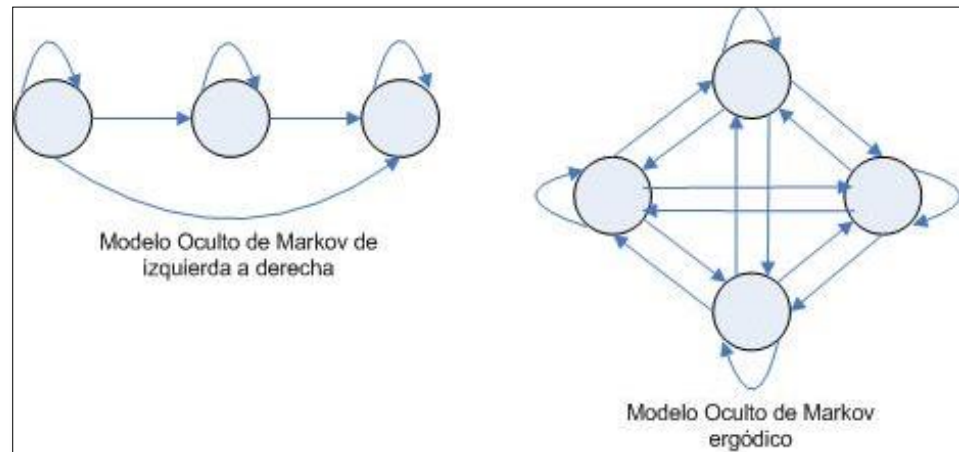 Modelo Oculto de Markov de
izquierda a derecha
Modelo Oculto de Markov
ergódico